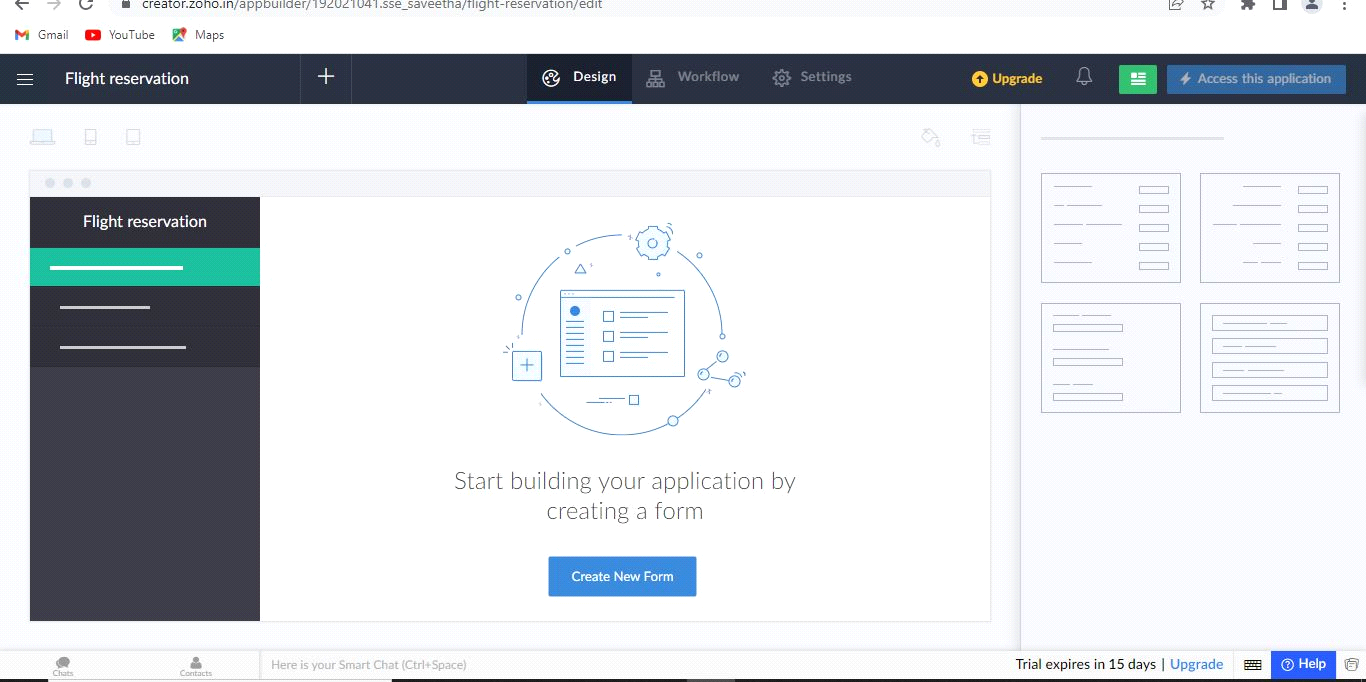 creator.zoho.in/appbuilder/192021041.sse_saveetha/flight-reservation/edit
Gmail YouTube Maps
Flight reservation + Design Workflow Settings Upgrade Access this application
Flight reservation
Start building your application by
creating a form
Create New Form
Chats Contacts Here is your Smart Chat (Ctrl+Space) Trial expires in 15 days | Upgrade Help